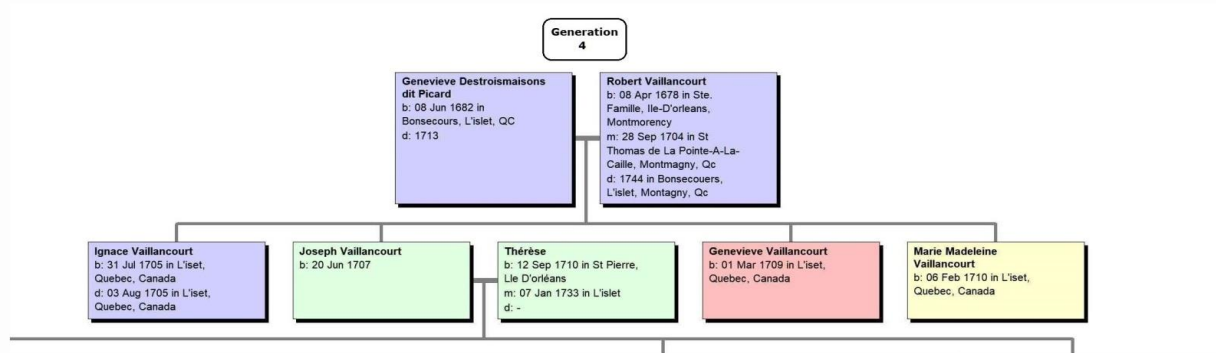 Generation
4
Genevieve Destroismaisons
dit Picard
b: 08 Jun 1682 in
Bonsecours, L'islet, QC
d: 1713
Robert Vaillancourt
b: 08 Apr 1678 in Ste.
Famille, Ile-D'orleans,
Montmorency
m: 28 Sep 1704 in St
Thomas de La Pointe-A-La-
Caille, Montmagny, Qc
d: 1744 in Bonsecouers,
L'islet, Montagny, Qc
Ignace Vaillancourt
b: 31 Jul 1705 in L'iset,
Quebec, Canada
d: 03 Aug 1705 in L'iset,
Quebec, Canada
Joseph Vaillancourt
b: 20 Jun 1707
Thérèse
b: 12 Sep 1710 in St Pierre,
Lle D'orléans
m: 07 Jan 1733 in L'islet
d: -
Genevieve Vaillancourt
b: 01 Mar 1709 in L'iset,
Quebec, Canada
Marie Madeleine
Vaillancourt
b: 06 Feb 1710 in L'iset,
Quebec, Canada